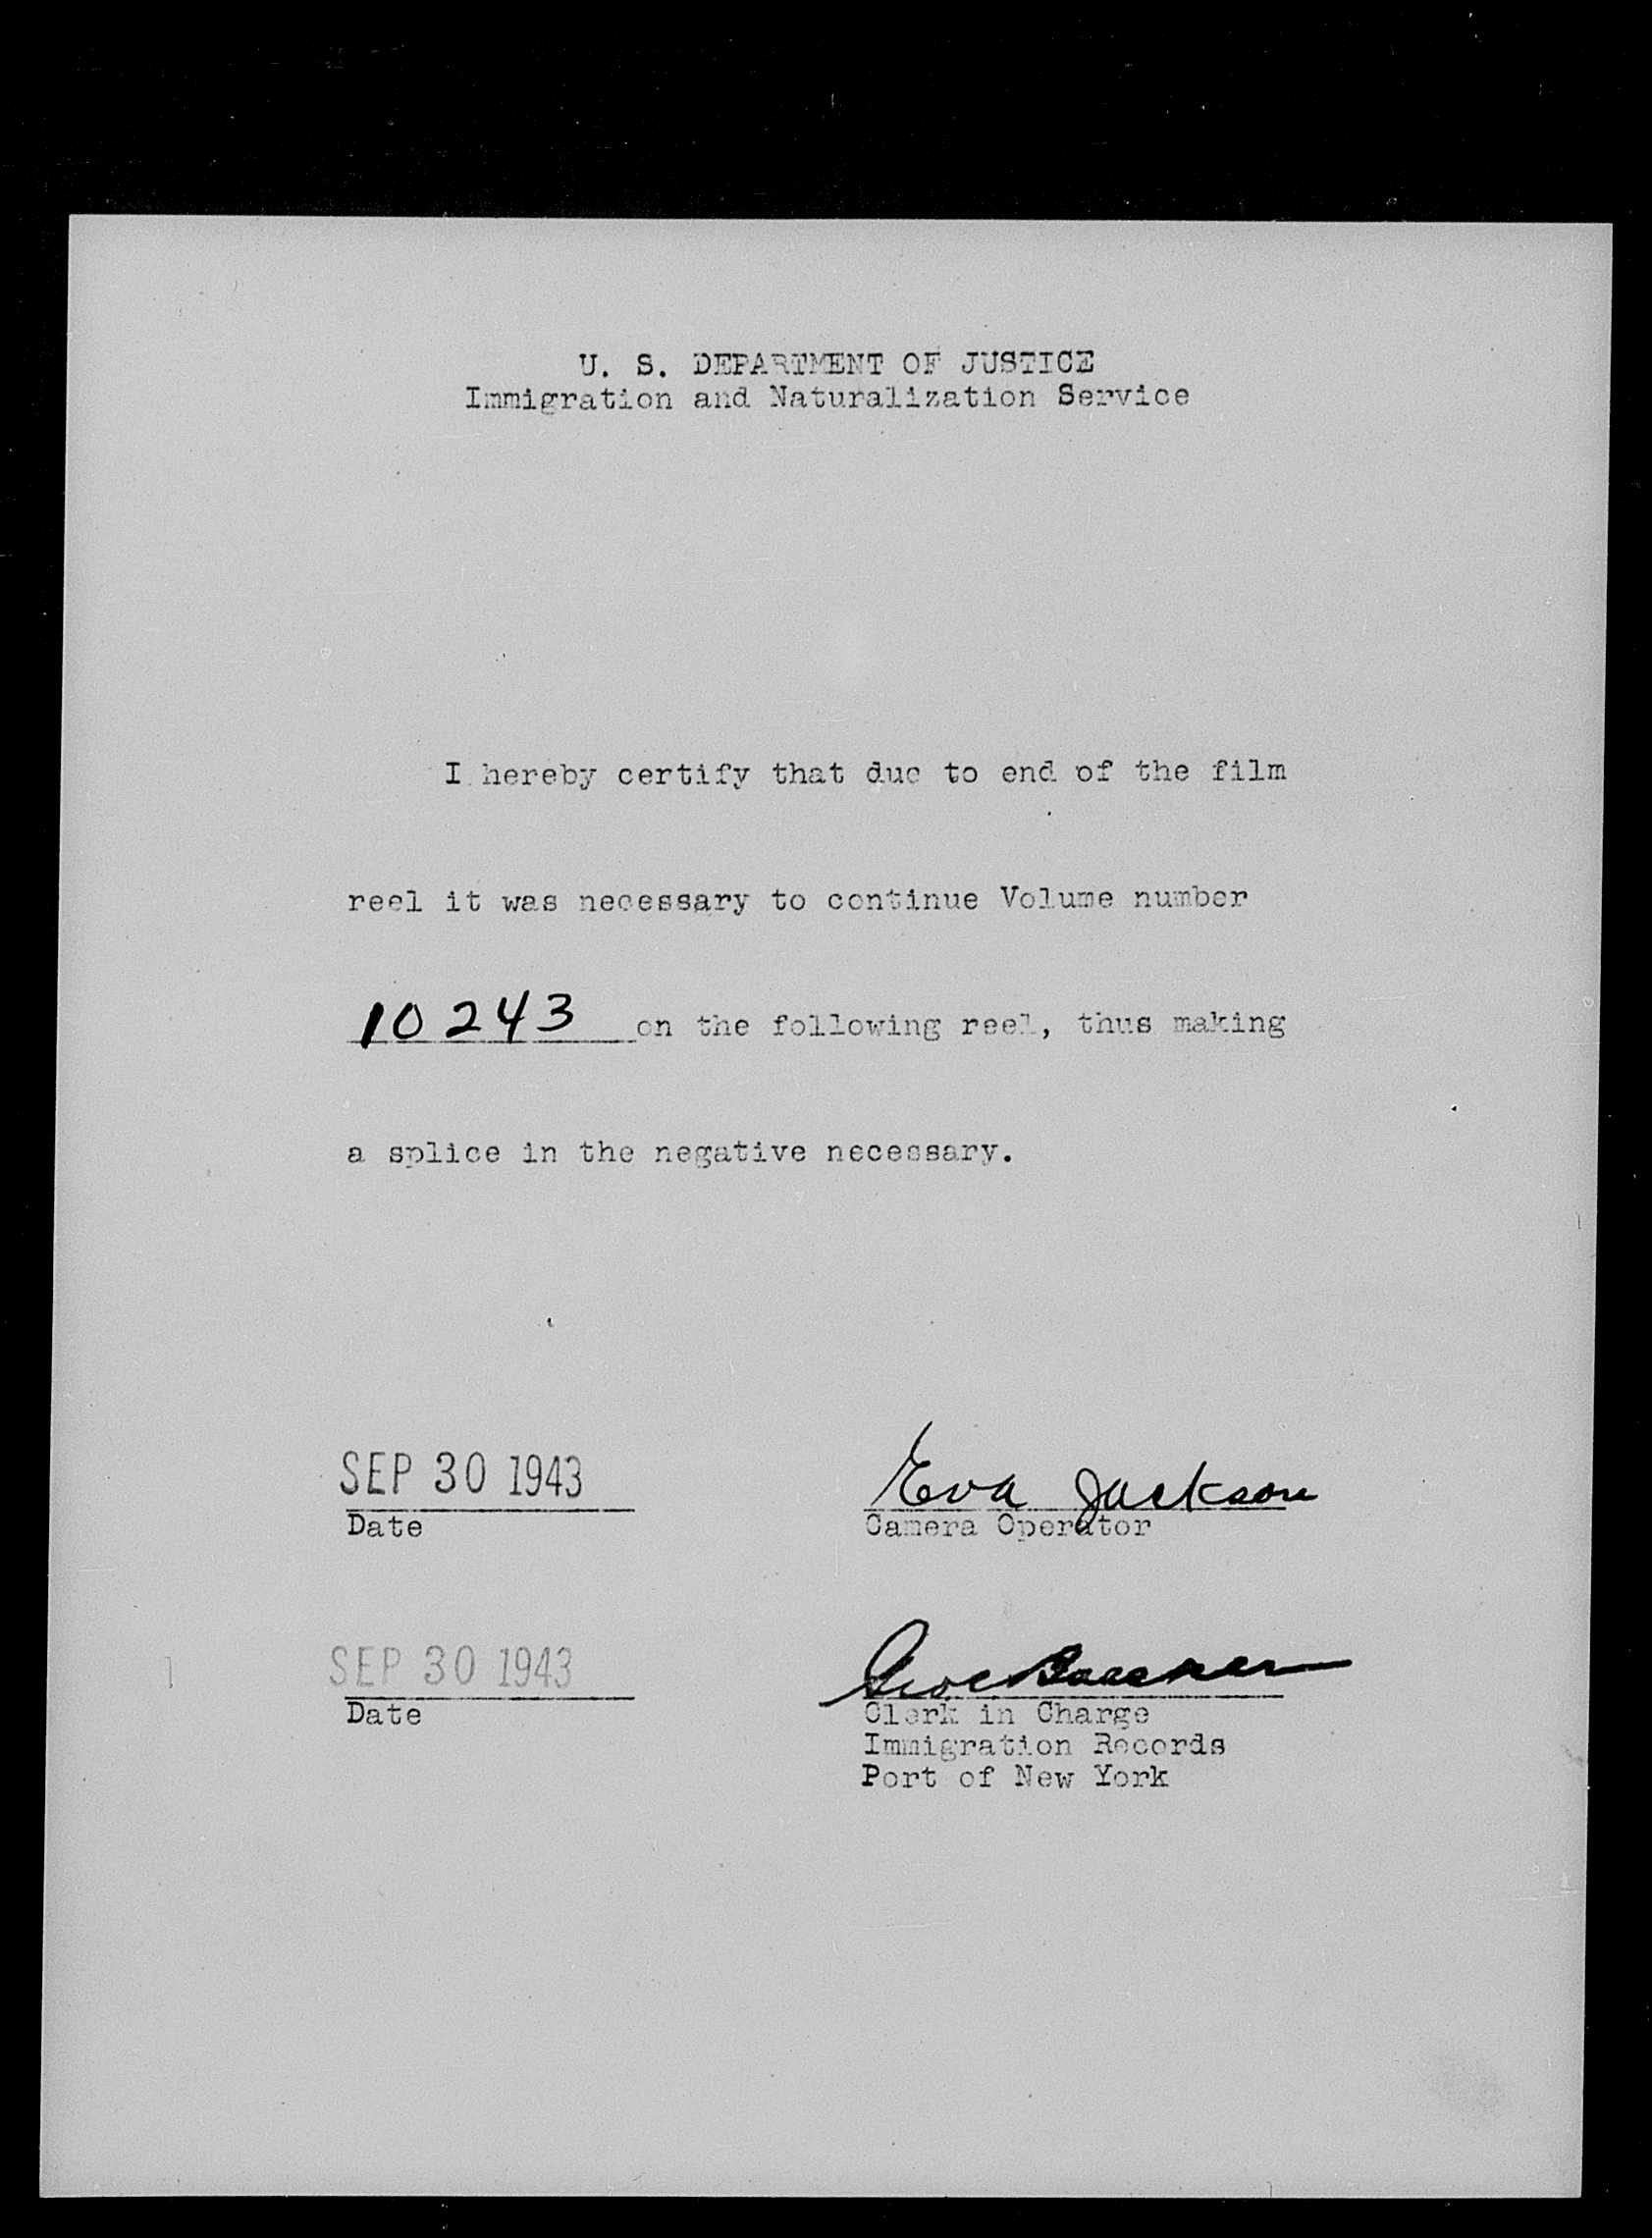 U. S. DEPARTMENT OF JUSTICE
Immigration and Naturalization Service
I hereby certify that due to end of the film
reel it was necessary to continue Volume number
10243 on the following reel, thus making
a splice in the negative necessary.
SEP 30 1943
Eva Jackson
Date
Camera Operator
SEP 30 1943
Date
Clerk in Charge
Immigration Records
Port of New York